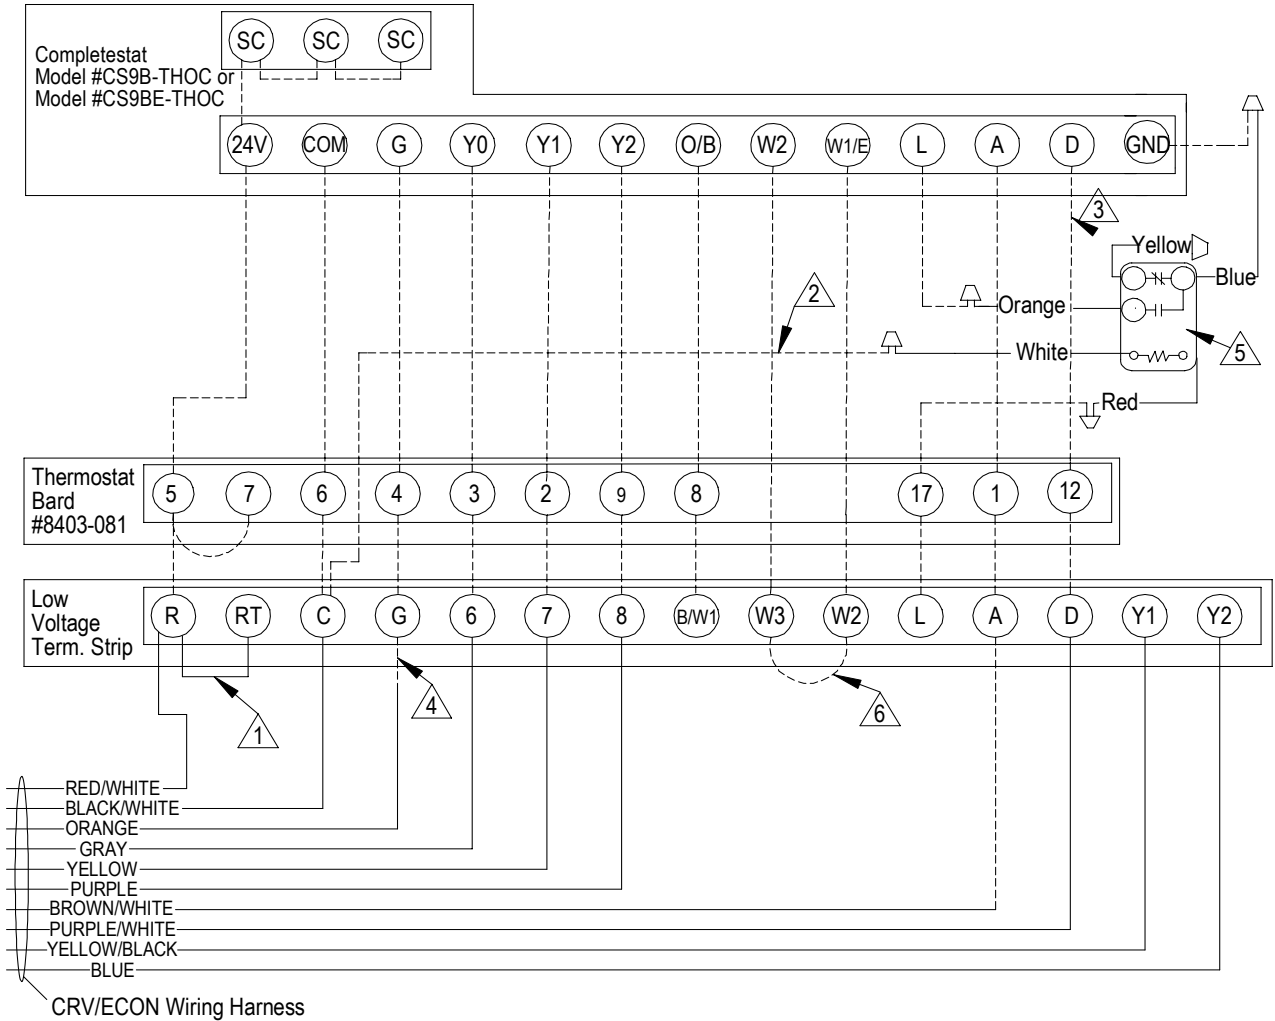 SC SC SC
Completestat
Model #CS9B-THOC or
Model #CS9BE-THOC
24V COM G Y0 Y1 Y2 O/B W2 W1/E L A D GND
3
Yellow
Blue
2
Orange
White
5
Red
Thermostat
Bard
#8403-081
5 7 6 4 3 2 9 8 17 1 12
Low
Voltage
Term. Strip
R RT C G 6 7 8 B/W1 W3 W2 L A D Y1 Y2
1
4
6
RED/WHITE
BLACK/WHITE
ORANGE
GRAY
YELLOW
PURPLE
BROWN/WHITE
PURPLE/WHITE
YELLOW/BLACK
BLUE
CRV/ECON Wiring Harness